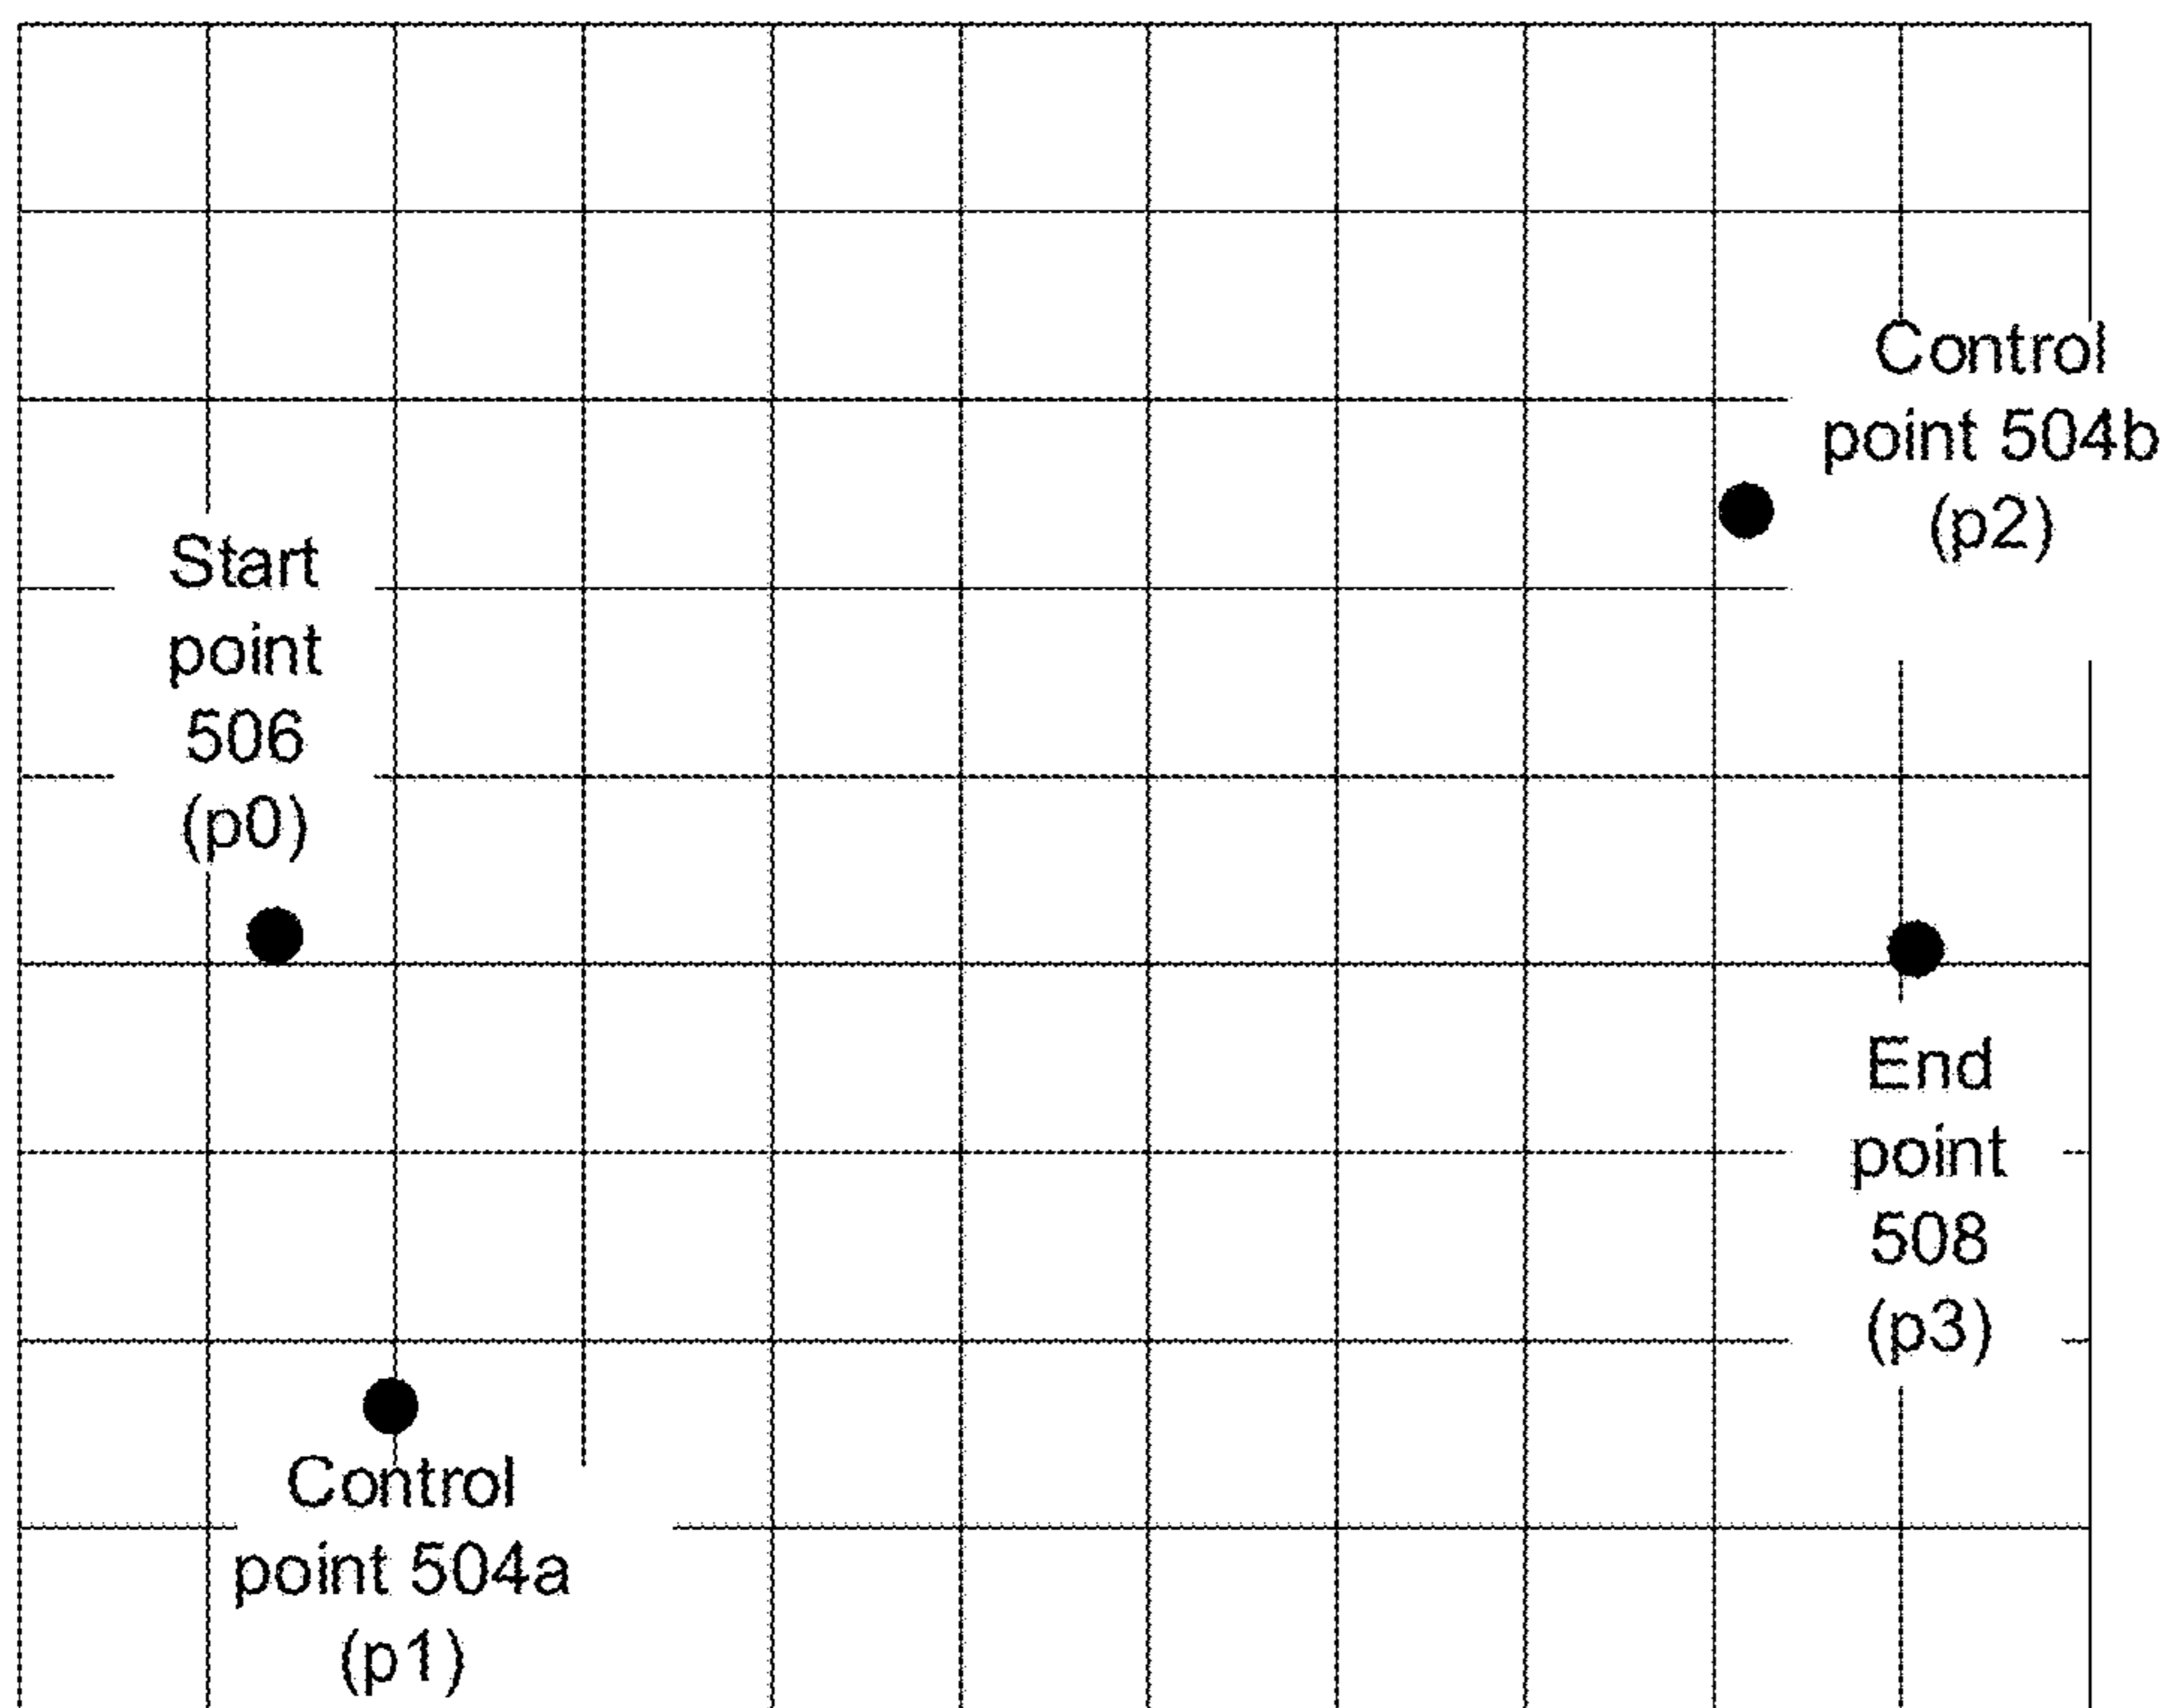 Control
point 504b
(p2)
Start
point
506
(p0)
End
point
508
(p3)
Control
point 504a
(p1)